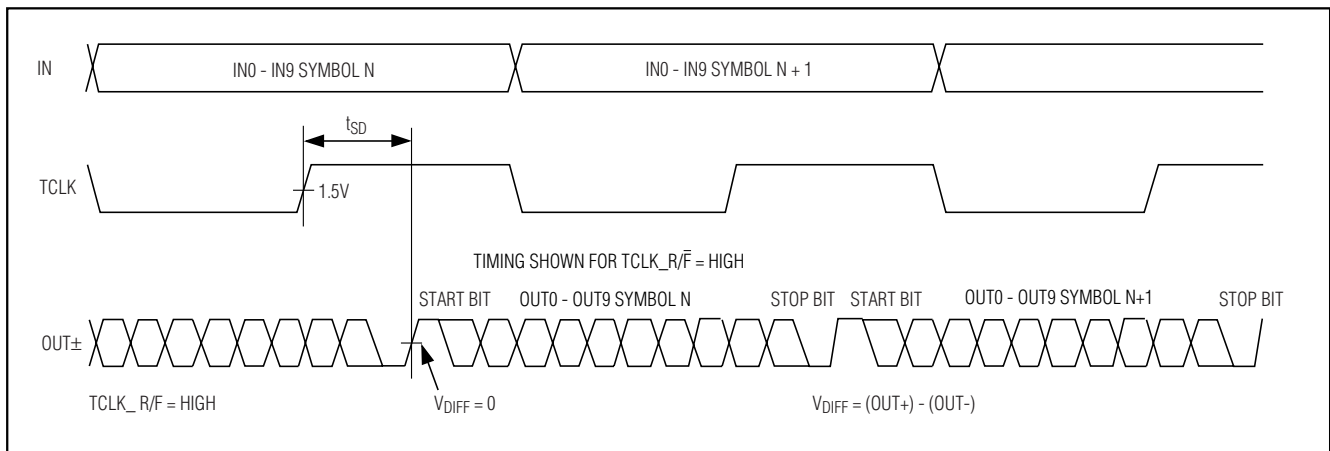 IN
IN0 - IN9 SYMBOL N
IN0 - IN9 SYMBOL N + 1
tSD
TCLK
1.5V
TIMING SHOWN FOR TCLK_R/F̅ = HIGH
START BIT
OUT0 - OUT9 SYMBOL N
STOP BIT
START BIT
OUT0 - OUT9 SYMBOL N+1
STOP BIT
OUT±
TCLK_ R/F = HIGH
VDIFF = 0
VDIFF = (OUT+) - (OUT-)